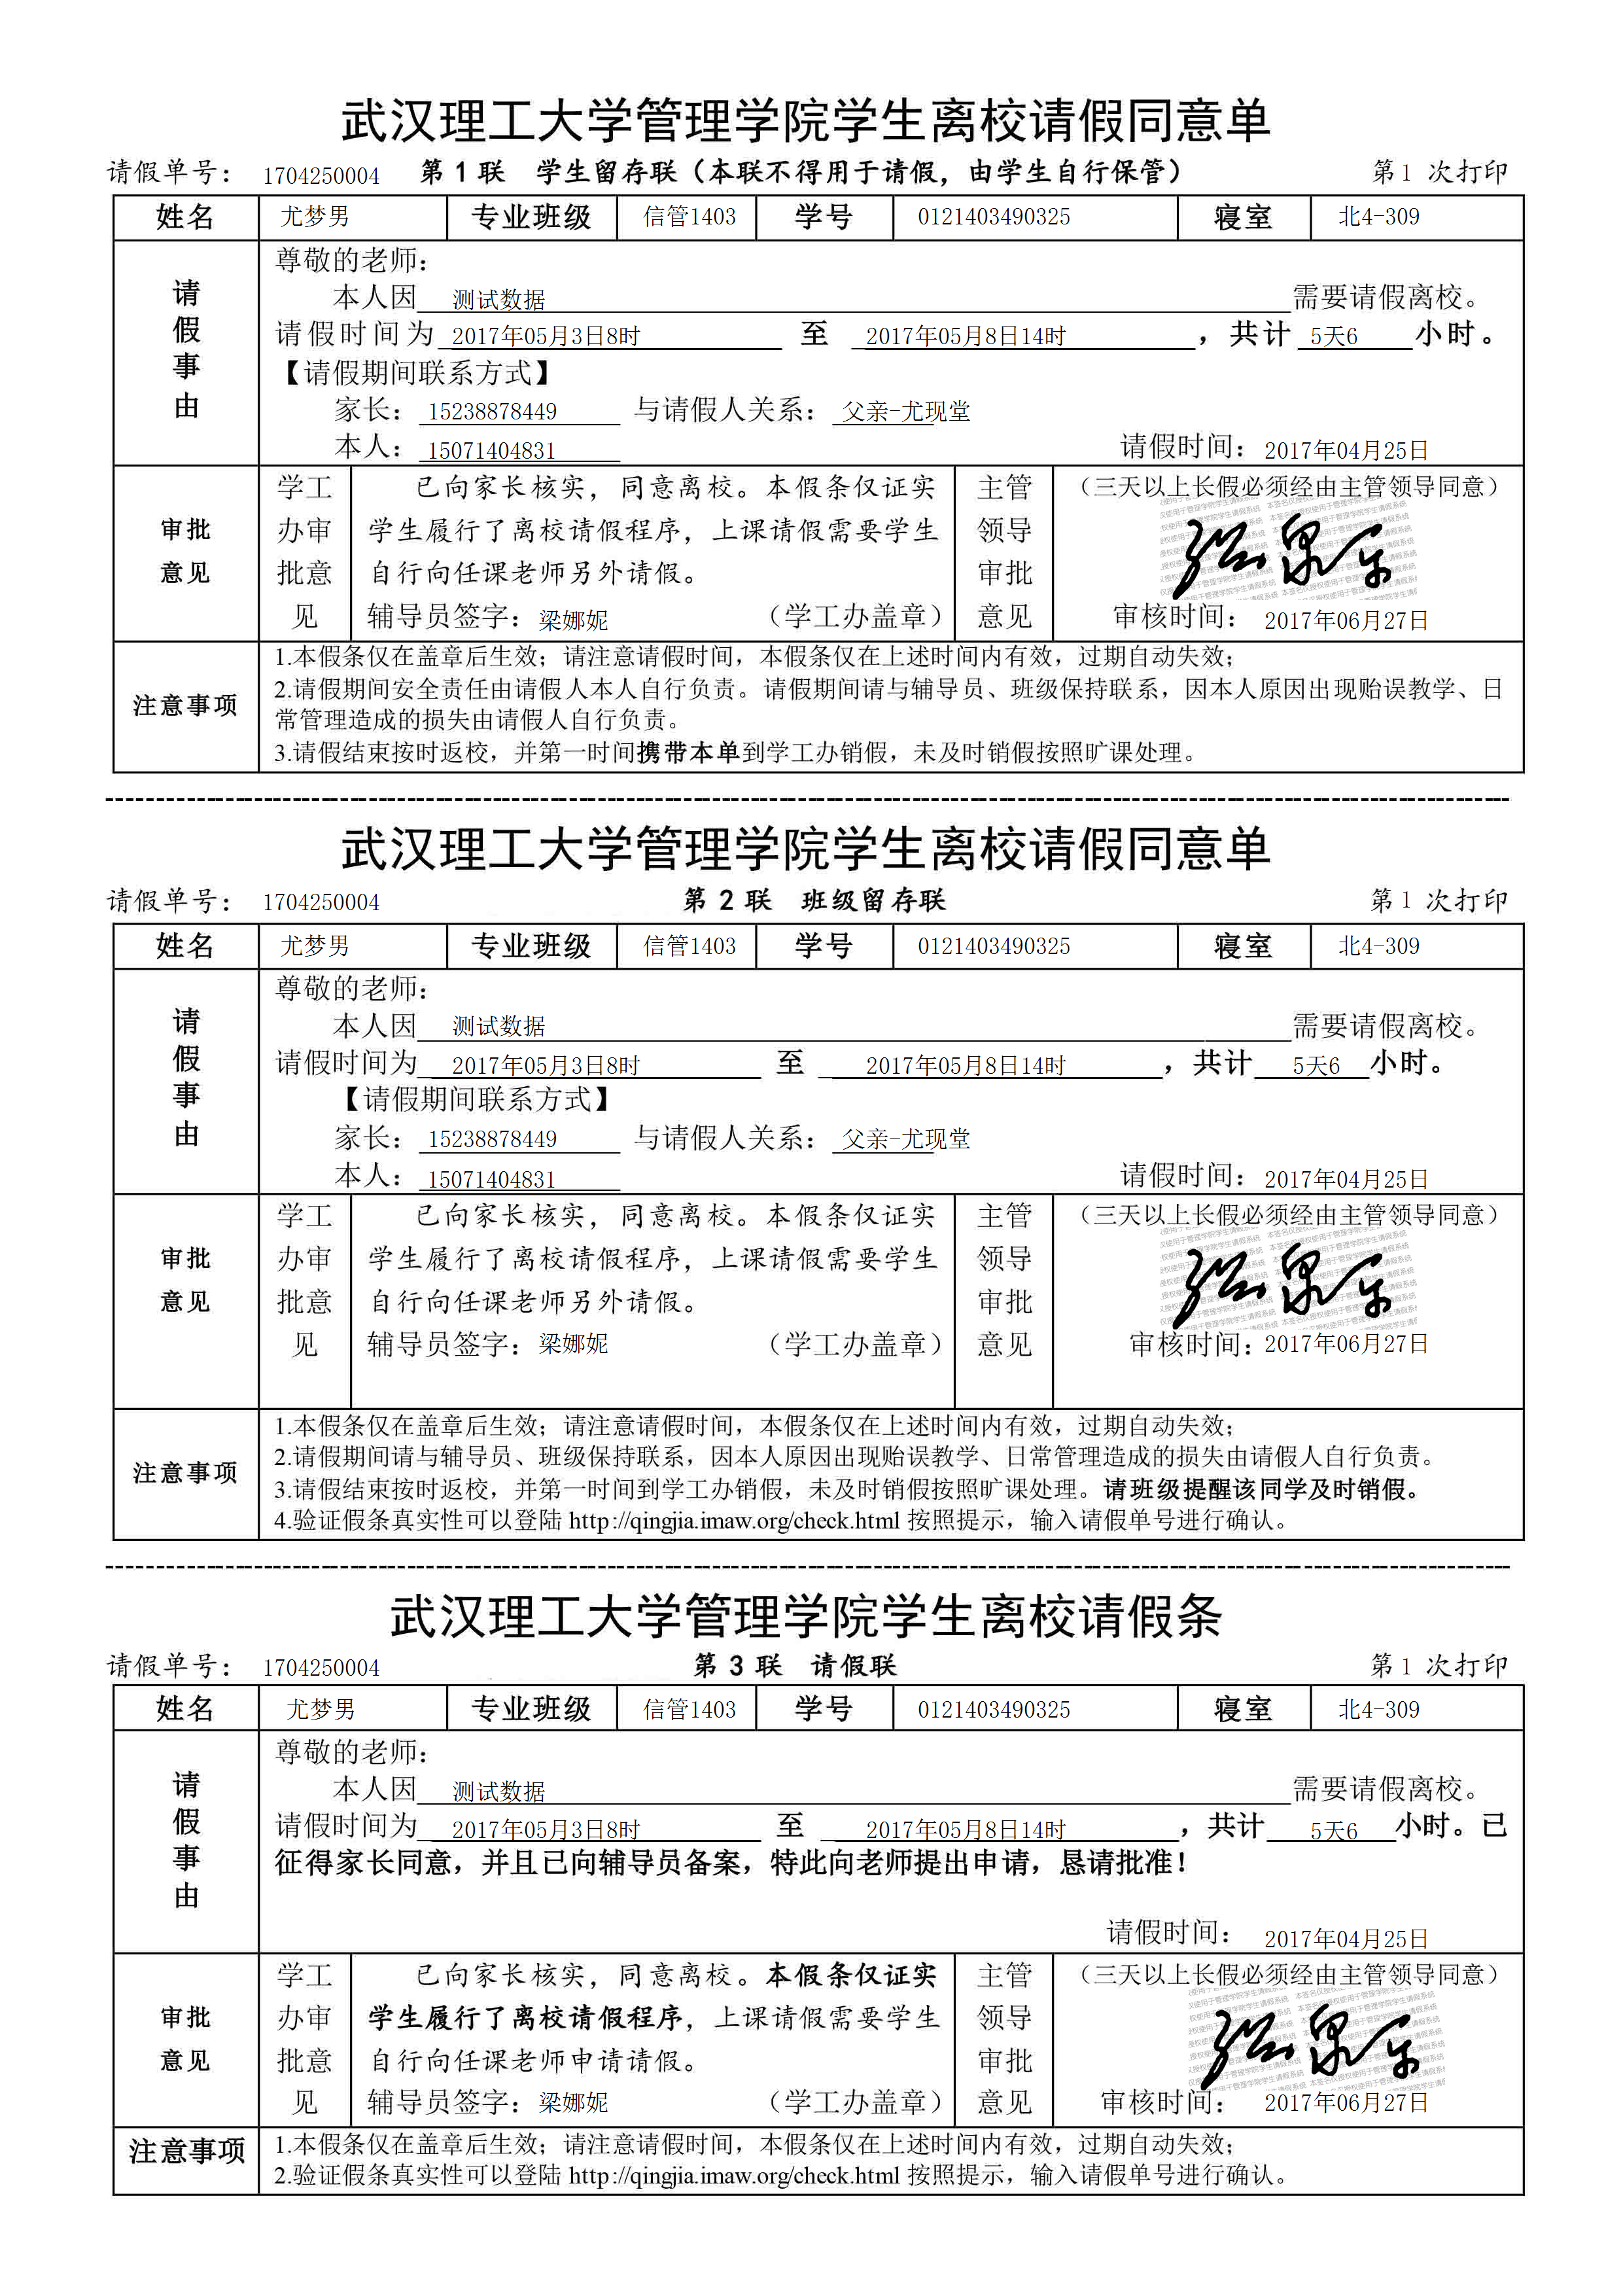 武汉理工大学管理学院学生离校请假同意单
请假单号： 1704250004 第 1 联 学生留存联（本联不得用于请假，由学生自行保管） 第 1 次打印
姓名 尤梦男 专业班级 信管1403 学号 0121403490325 寝室 北4-309
请假事由
尊敬的老师：
本人因 测试数据 需要请假离校。
请假时间为 2017年05月3日8时 至 2017年05月8日14时 ，共计 5天6 小时。
【请假期间联系方式】
家长： 15238878449 与请假人关系： 父亲-尤现堂
本人： 15071404831 请假时间： 2017年04月25日
审批意见
学工办审批意见
已向家长核实，同意离校。本假条仅证实
学生履行了离校请假程序，上课请假需要学生
自行向任课老师另外请假。
辅导员签字： 梁娜妮 （学工办盖章）
主管领导审批意见
（三天以上长假必须经由主管领导同意）
审核时间： 2017年06月27日
注意事项
1.本假条仅在盖章后生效；请注意请假时间，本假条仅在上述时间内有效，过期自动失效；
2.请假期间安全责任由请假人本人自行负责。请假期间请与辅导员、班级保持联系，因本人原因出现贻误教学、日
常管理造成的损失由请假人自行负责。
3.请假结束按时返校，并第一时间携带本单到学工办销假，未及时销假按照旷课处理。
武汉理工大学管理学院学生离校请假同意单
请假单号： 1704250004 第 2 联 班级留存联 第 1 次打印
姓名 尤梦男 专业班级 信管1403 学号 0121403490325 寝室 北4-309
请假事由
尊敬的老师：
本人因 测试数据 需要请假离校。
请假时间为 2017年05月3日8时 至 2017年05月8日14时 ，共计 5天6 小时。
【请假期间联系方式】
家长： 15238878449 与请假人关系： 父亲-尤现堂
本人： 15071404831 请假时间： 2017年04月25日
审批意见
学工办审批意见
已向家长核实，同意离校。本假条仅证实
学生履行了离校请假程序，上课请假需要学生
自行向任课老师另外请假。
辅导员签字： 梁娜妮 （学工办盖章）
主管领导审批意见
（三天以上长假必须经由主管领导同意）
审核时间：2017年06月27日
注意事项
1.本假条仅在盖章后生效；请注意请假时间，本假条仅在上述时间内有效，过期自动失效；
2.请假期间请与辅导员、班级保持联系，因本人原因出现贻误教学、日常管理造成的损失由请假人自行负责。
3.请假结束按时返校，并第一时间到学工办销假，未及时销假按照旷课处理。请班级提醒该同学及时销假。
4.验证假条真实性可以登陆 http://qingjia.imaw.org/check.html 按照提示，输入请假单号进行确认。
武汉理工大学管理学院学生离校请假条
请假单号： 1704250004 第 3 联 请假联 第 1 次打印
姓名 尤梦男 专业班级 信管1403 学号 0121403490325 寝室 北4-309
请假事由
尊敬的老师：
本人因 测试数据 需要请假离校。
请假时间为 2017年05月3日8时 至 2017年05月8日14时 ，共计 5天6 小时。已
征得家长同意，并且已向辅导员备案，特此向老师提出申请，恳请批准！
请假时间： 2017年04月25日
审批意见
学工办审批意见
已向家长核实，同意离校。本假条仅证实
学生履行了离校请假程序，上课请假需要学生
自行向任课老师申请请假。
辅导员签字： 梁娜妮 （学工办盖章）
主管领导审批意见
（三天以上长假必须经由主管领导同意）
审核时间： 2017年06月27日
注意事项
1.本假条仅在盖章后生效；请注意请假时间，本假条仅在上述时间内有效，过期自动失效；
2.验证假条真实性可以登陆 http://qingjia.imaw.org/check.html 按照提示，输入请假单号进行确认。